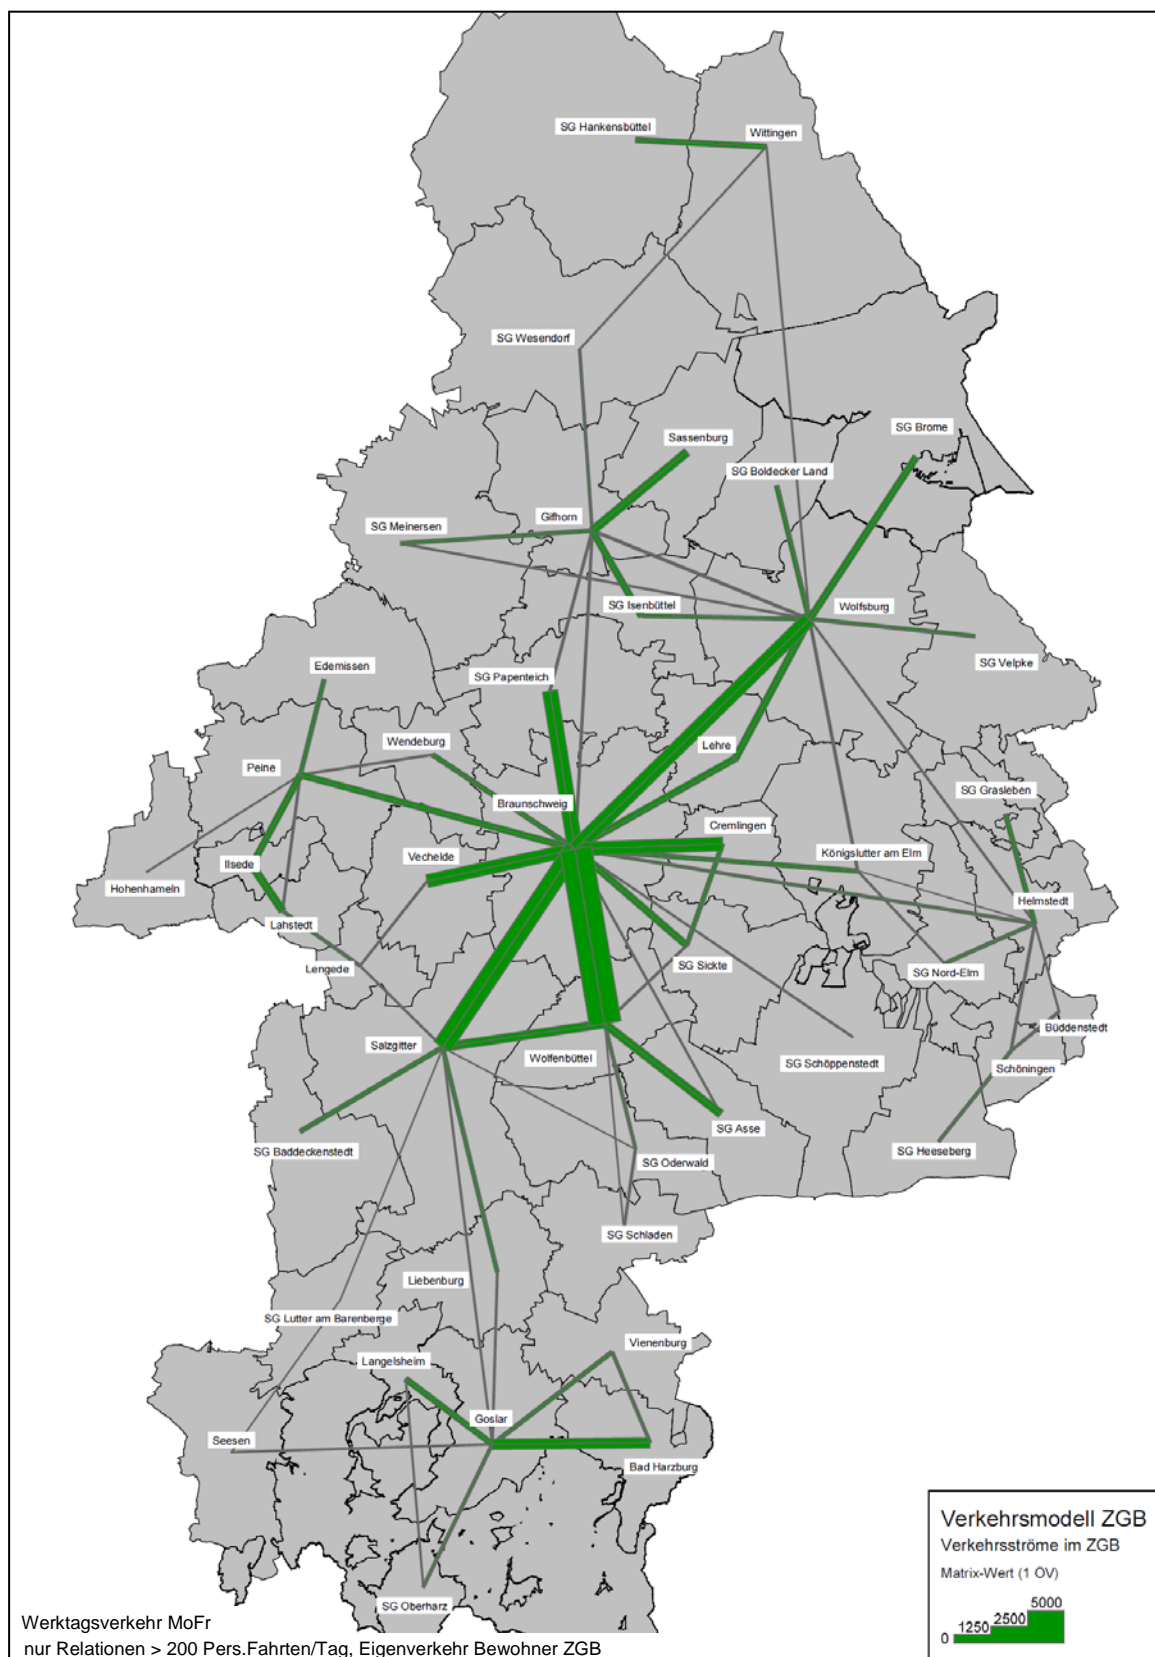 SG Hankensbüttel
Wittingen
SG Wesendorf
SG Brome
Sassenburg
SG Boldecker Land
Gifhorn
SG Meinersen
SG Isenbüttel
Wolfsburg
SG Velpke
Edemissen
SG Papenteich
Wendeburg
Lehre
Peine
SG Grasleben
Braunschweig
Cremlingen
Königslutter am Elm
Ilsede
Vechelde
Hohenhameln
Helmstedt
Lahstedt
Lengede
SG Sickte
SG Nord-Elm
Büddenstedt
Salzgitter
Wolfenbüttel
SG Schöppenstedt
Schöningen
SG Asse
SG Baddeckenstedt
SG Heeseberg
SG Oderwald
SG Schladen
Liebenburg
SG Lutter am Barenberge
Vienenburg
Langelsheim
Goslar
Seesen
Bad Harzburg
SG Oberharz
Verkehrsmodell ZGB
Verkehrsströme im ZGB
Matrix-Wert (1 ÖV)
0 1250 2500 5000
Werktagsverkehr MoFr
nur Relationen > 200 Pers.Fahrten/Tag, Eigenverkehr Bewohner ZGB